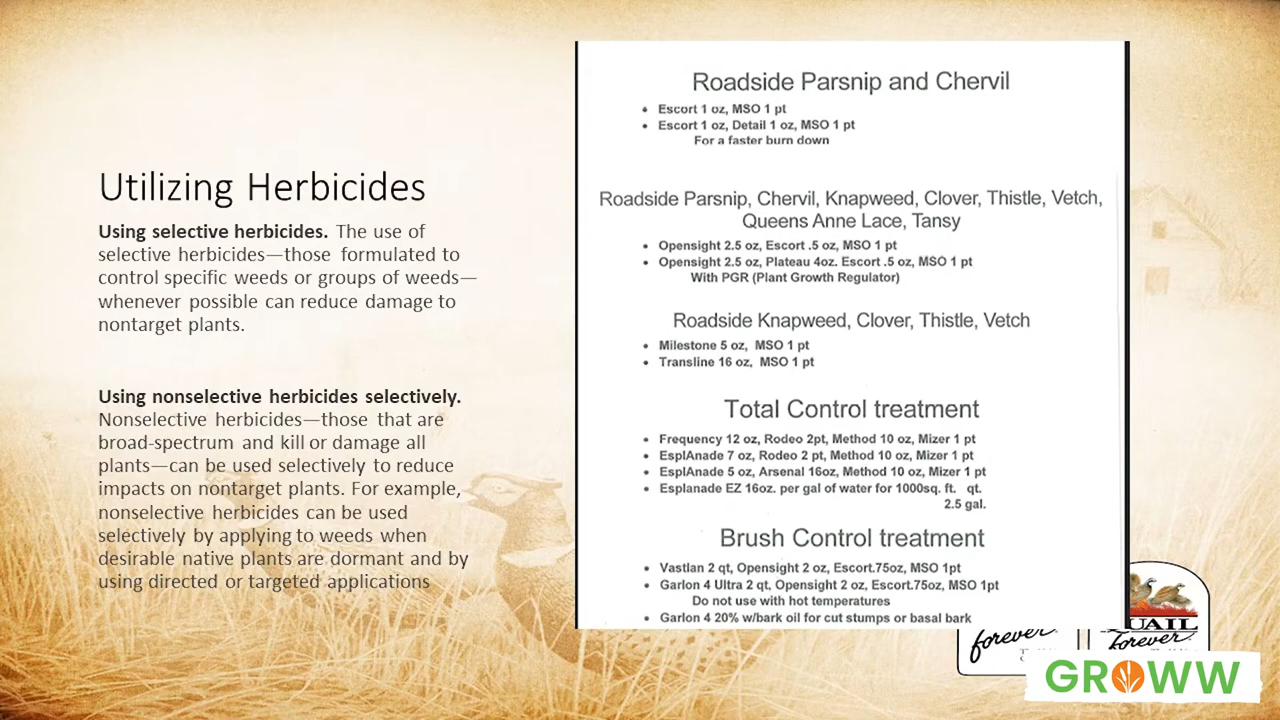 Utilizing Herbicides
Using selective herbicides. The use of
selective herbicides—those formulated to
control specific weeds or groups of weeds—
whenever possible can reduce damage to
nontarget plants.
Using nonselective herbicides selectively.
Nonselective herbicides—those that are
broad-spectrum and kill or damage all
plants—can be used selectively to reduce
impacts on nontarget plants. For example,
nonselective herbicides can be used
selectively by applying to weeds when
desirable native plants are dormant and by
using directed or targeted applications
Roadside Parsnip and Chervil
• Escort 1 oz, MSO 1 pt
• Escort 1 oz, Detail 1 oz, MSO 1 pt
For a faster burn down
Roadside Parsnip, Chervil, Knapweed, Clover, Thistle, Vetch,
Queens Anne Lace, Tansy
• Opensight 2.5 oz, Escort .5 oz, MSO 1 pt
• Opensight 2.5 oz, Plateau 4oz. Escort .5 oz, MSO 1 pt
With PGR (Plant Growth Regulator)
Roadside Knapweed, Clover, Thistle, Vetch
• Milestone 5 oz, MSO 1 pt
• Transline 16 oz, MSO 1 pt
Total Control treatment
• Frequency 12 oz, Rodeo 2pt, Method 10 oz, Mizer 1 pt
• EsplAnade 7 oz, Rodeo 2 pt, Method 10 oz, Mizer 1 pt
• EsplAnade 5 oz, Arsenal 16oz, Method 10 oz, Mizer 1 pt
• Esplanade EZ 16oz. per gal of water for 1000sq. ft. qt.
2.5 gal.
Brush Control treatment
• Vastlan 2 qt, Opensight 2 oz, Escort.75oz, MSO 1pt
• Garlon 4 Ultra 2 qt, Opensight 2 oz, Escort.75oz, MSO 1pt
Do not use with hot temperatures
• Garlon 4 20% w/bark oil for cut stumps or basal bark
forever
UAIL
forever
GROWW